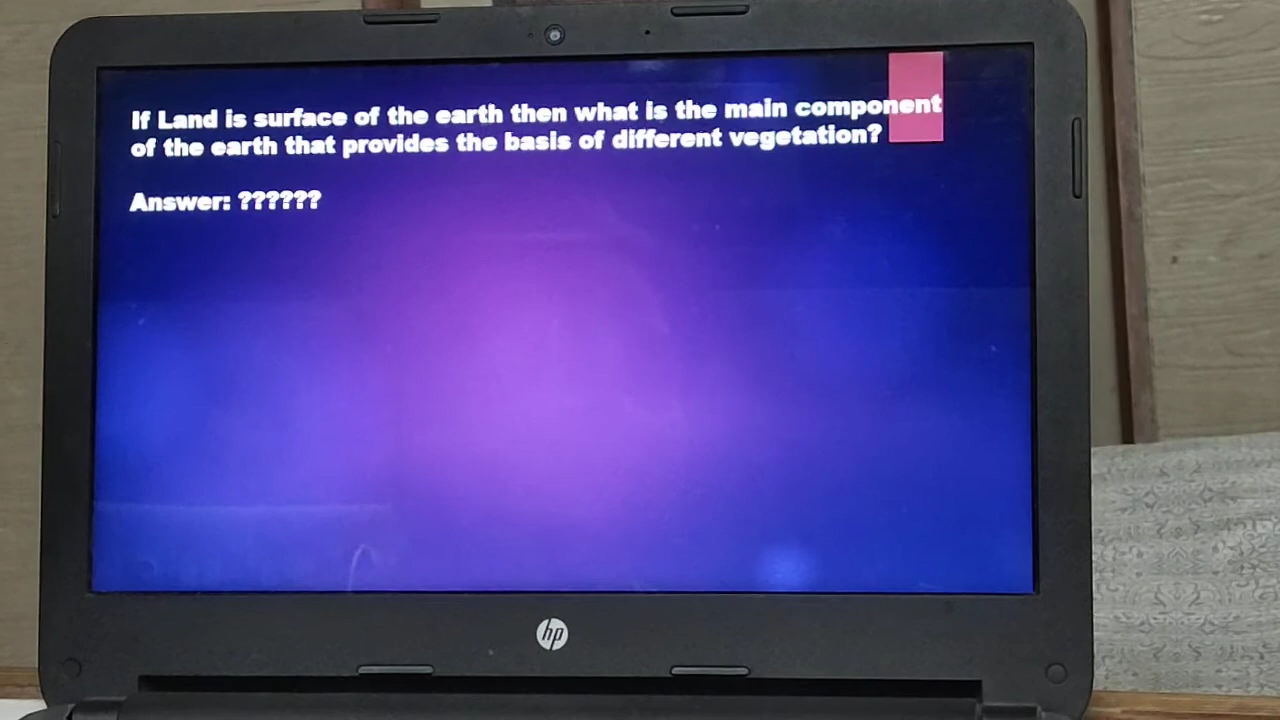 If Land is surface of the earth then what is the main component
of the earth that provides the basis of different vegetation?
Answer: ??????
hp